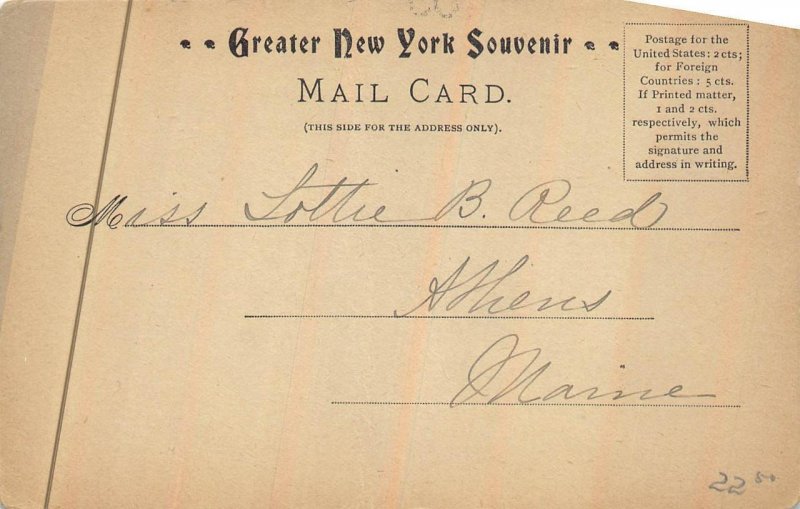 Greater New York Souvenir
MAIL CARD.
(THIS SIDE FOR THE ADDRESS ONLY).
Postage for the
United States: 2 cts;
for Foreign
Countries: 5 cts.
If Printed matter,
1 and 2 cts.
respectively, which
permits the
signature and
address in writing.
Miss Lottie B. Reed
Athens
Maine
22 50